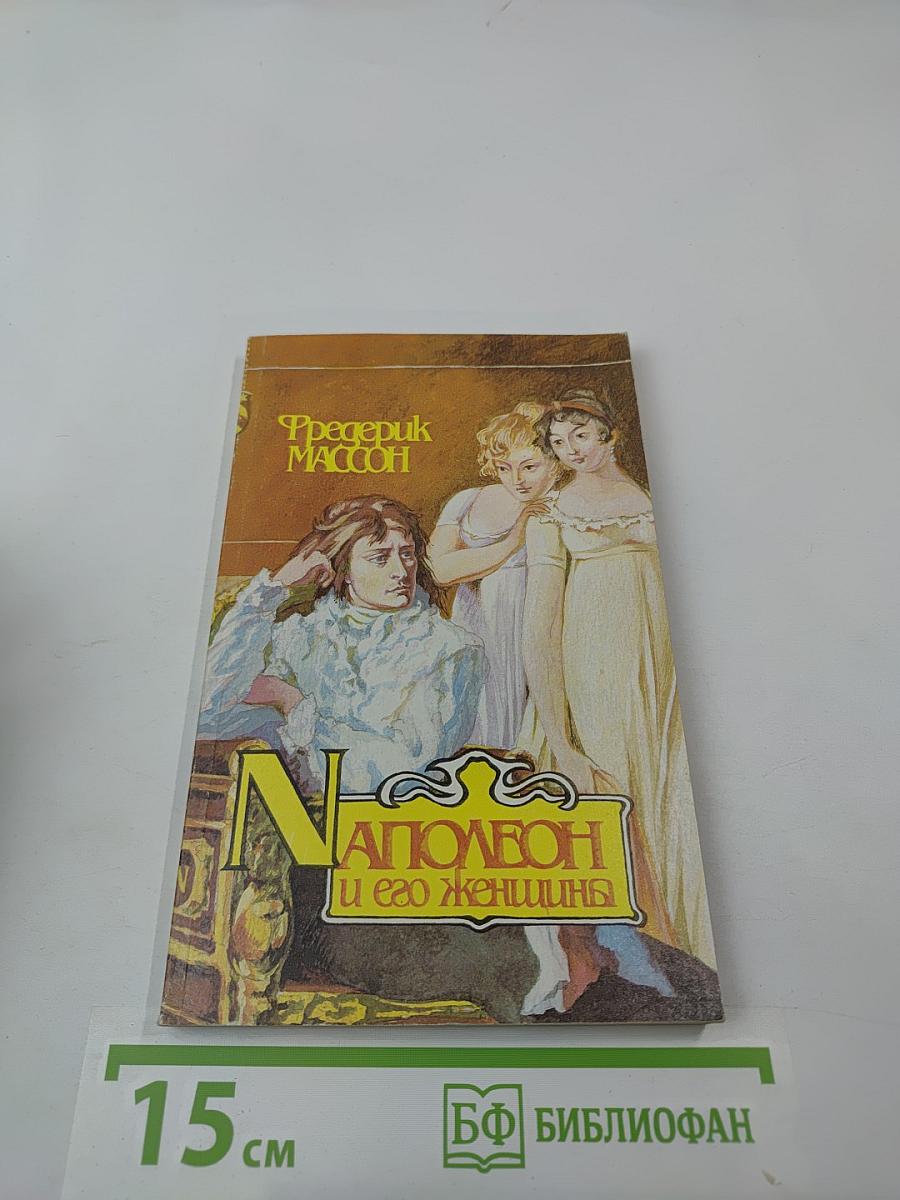 Фредерик
МАССОН
NАПОЛЕОН
и его женщины
15 см
БФ БИБЛИОФАН